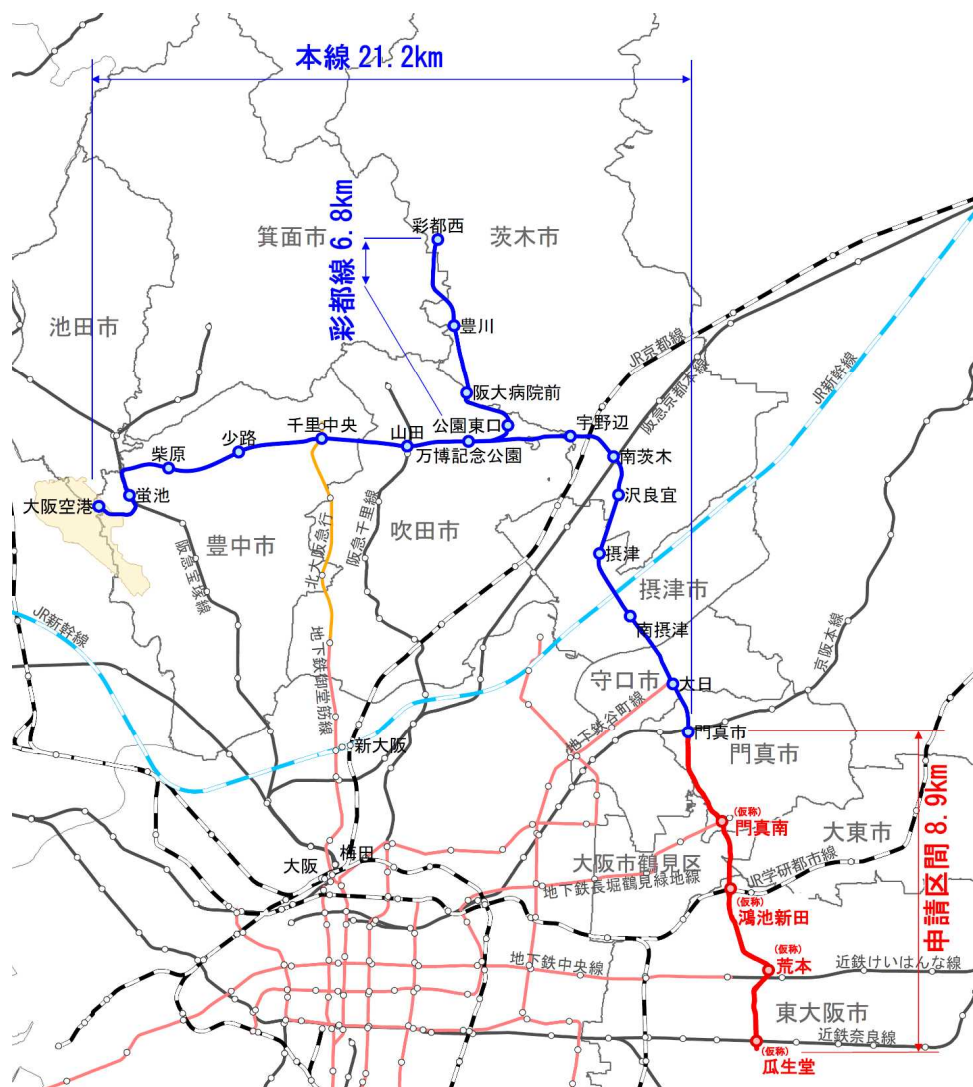 本線 21.2km
彩都線 6.8km
箕面市
彩都西
茨木市
池田市
豊川
JR京都線
阪急京都本線
JR新幹線
阪大病院前
千里中央
山田
公園東口
宇野辺
少路
万博記念公園
南茨木
柴原
沢良宜
大阪空港
蛍池
豊中市
吹田市
阪急宝塚線
北大阪急行
阪急千里線
摂津
摂津市
JR新幹線
地下鉄御堂筋線
南摂津
京阪本線
守口市
大日
地下鉄谷町線
新大阪
門真市
門真市
申請区間 8.9km
(仮称)
門真南
大東市
大阪
梅田
大阪市鶴見区
地下鉄長堀鶴見緑地線
JR学研都市線
(仮称)
鴻池新田
地下鉄中央線
(仮称)
荒本
近鉄けいはんな線
東大阪市
近鉄奈良線
(仮称)
瓜生堂